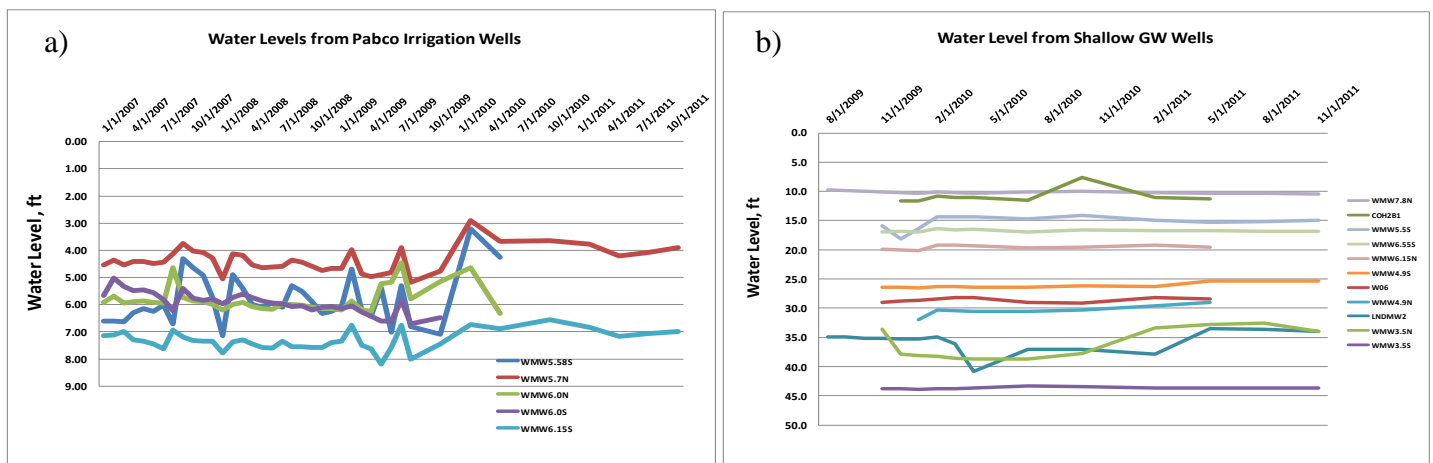 a)
Water Levels from Pabco Irrigation Wells
1/1/2007
4/1/2007
7/1/2007
10/1/2007
1/1/2008
4/1/2008
7/1/2008
10/1/2008
1/1/2009
4/1/2009
7/1/2009
10/1/2009
1/1/2010
4/1/2010
7/1/2010
10/1/2010
1/1/2011
4/1/2011
7/1/2011
10/1/2011
Water Level, ft
0.00
1.00
2.00
3.00
4.00
5.00
6.00
7.00
8.00
9.00
WMW5.58S
WMW5.7N
WMW6.0N
WMW6.0S
WMW6.15S
b)
Water Level from Shallow GW Wells
8/1/2009
11/1/2009
2/1/2010
5/1/2010
8/1/2010
11/1/2010
2/1/2011
5/1/2011
8/1/2011
11/1/2011
Water Level, ft
0.0
5.0
10.0
15.0
20.0
25.0
30.0
35.0
40.0
45.0
50.0
WMW7.8N
COH2B1
WMW5.5S
WMW6.55S
WMW6.15N
WMW4.9S
W06
WMW4.9N
LNDMW2
WMW3.5N
WMW3.5S